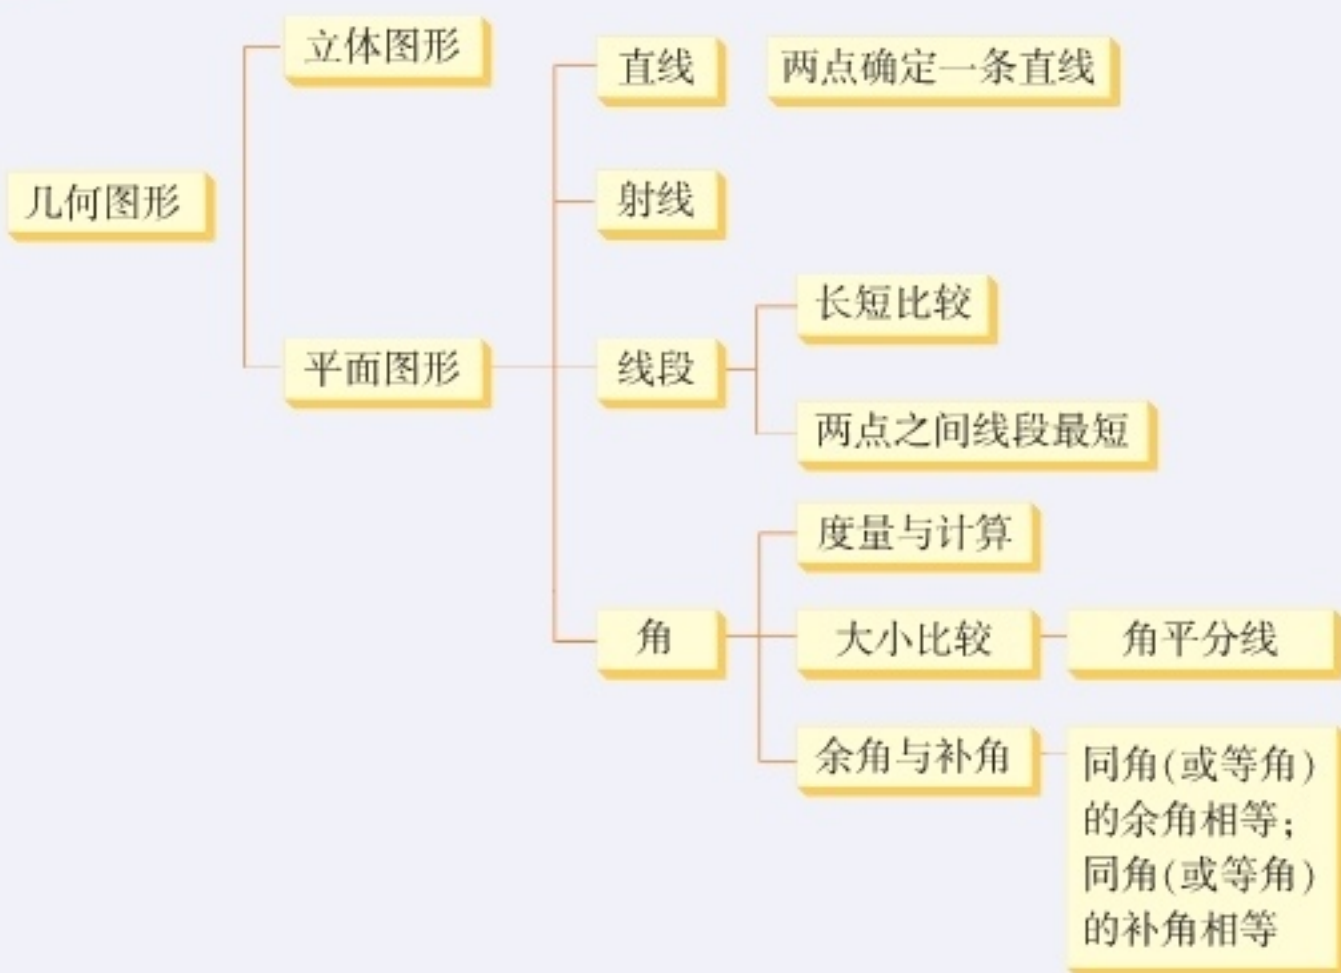 几何图形
立体图形
平面图形
直线
两点确定一条直线
射线
线段
长短比较
两点之间线段最短
角
度量与计算
大小比较
角平分线
余角与补角
同角(或等角)
的余角相等;
同角(或等角)
的补角相等